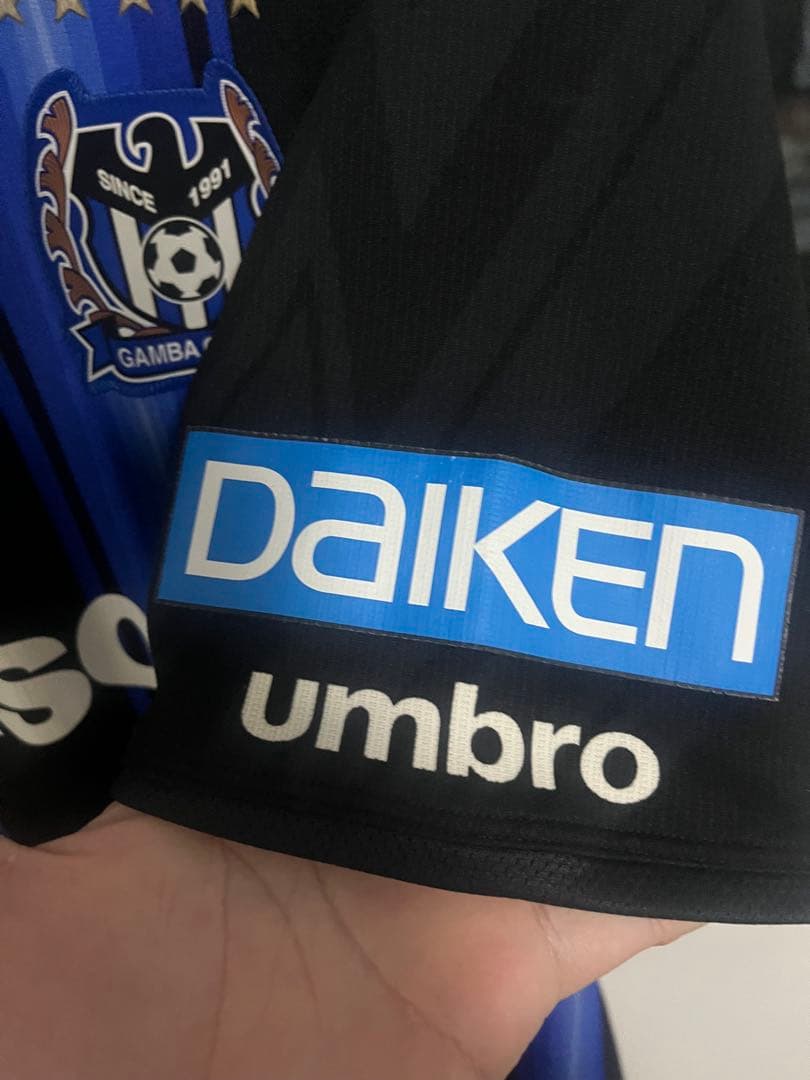 SINCE 1991
GAMBA
DAIKEN
umbro